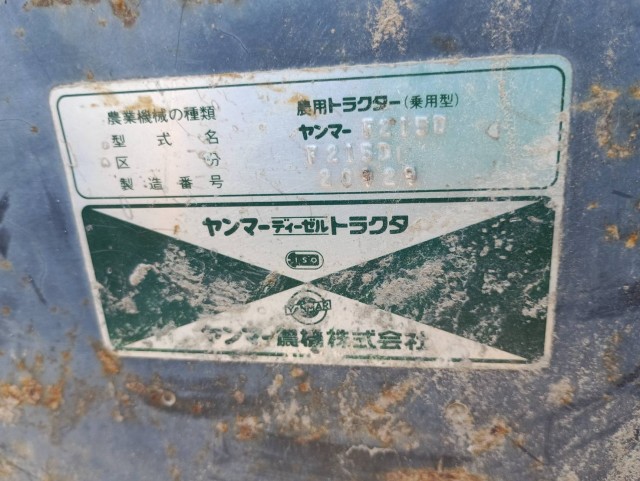 農業機械の種類 農用トラクター(乗用型)
型式名 ヤンマー F215D
区分 F215D
製造番号
ヤンマーディーゼルトラクタ
ISO
ヤンマー農機株式会社